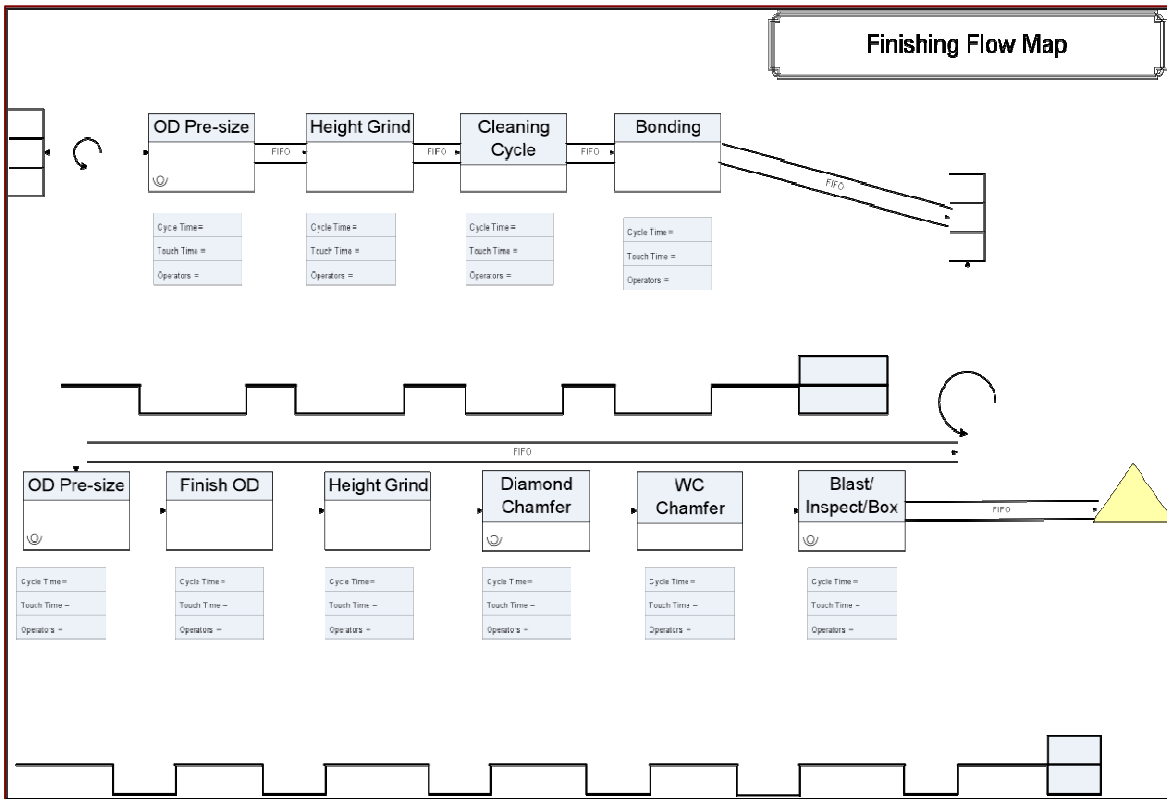 Finishing Flow Map
OD Pre-size
Height Grind
Cleaning
Cycle
Bonding
FIFO
FIFO
FIFO
FIFO
Cycle Time=
Touch Time =
Operators =
Cycle Time=
Touch Time =
Operators =
Cycle Time=
Touch Time =
Operators =
Cycle Time=
Touch Time =
Operators =
FIFO
OD Pre-size
Finish OD
Height Grind
Diamond
Chamfer
WC
Chamfer
Blast/
Inspect/Box
FIFO
Cycle Time=
Touch Time =
Operators =
Cycle Time=
Touch Time =
Operators =
Cycle Time=
Touch Time =
Operators =
Cycle Time=
Touch Time =
Operators =
Cycle Time=
Touch Time =
Operators =
Cycle Time=
Touch Time =
Operators =